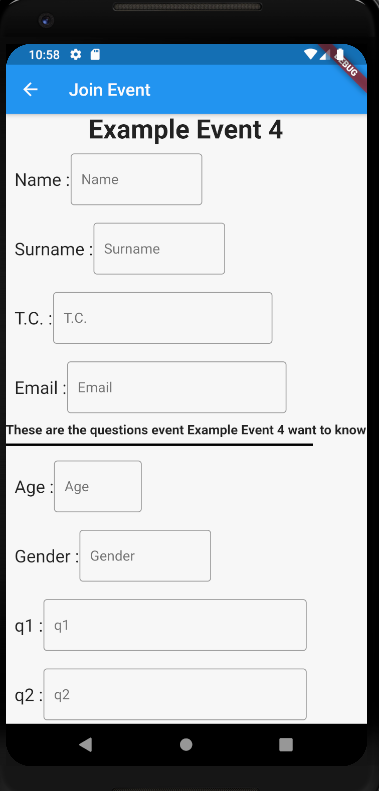 10:58
DEBUG
Join Event
Example Event 4
Name : Name
Surname : Surname
T.C. : T.C.
Email : Email
These are the questions event Example Event 4 want to know
Age : Age
Gender : Gender
q1 : q1
q2 : q2